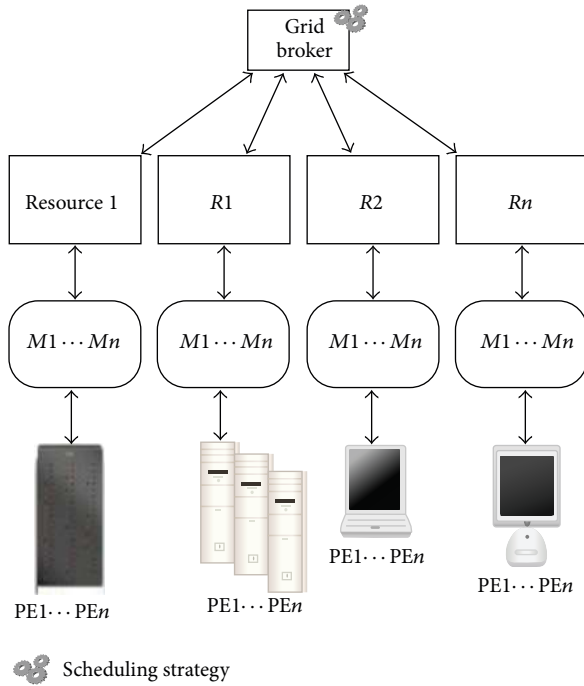 Grid
broker
Resource 1
R1
R2
Rn
M1 ··· Mn
M1 ··· Mn
M1 ··· Mn
M1 ··· Mn
PE1 ··· PEn
PE1 ··· PEn
PE1 ··· PEn
PE1 ··· PEn
Scheduling strategy